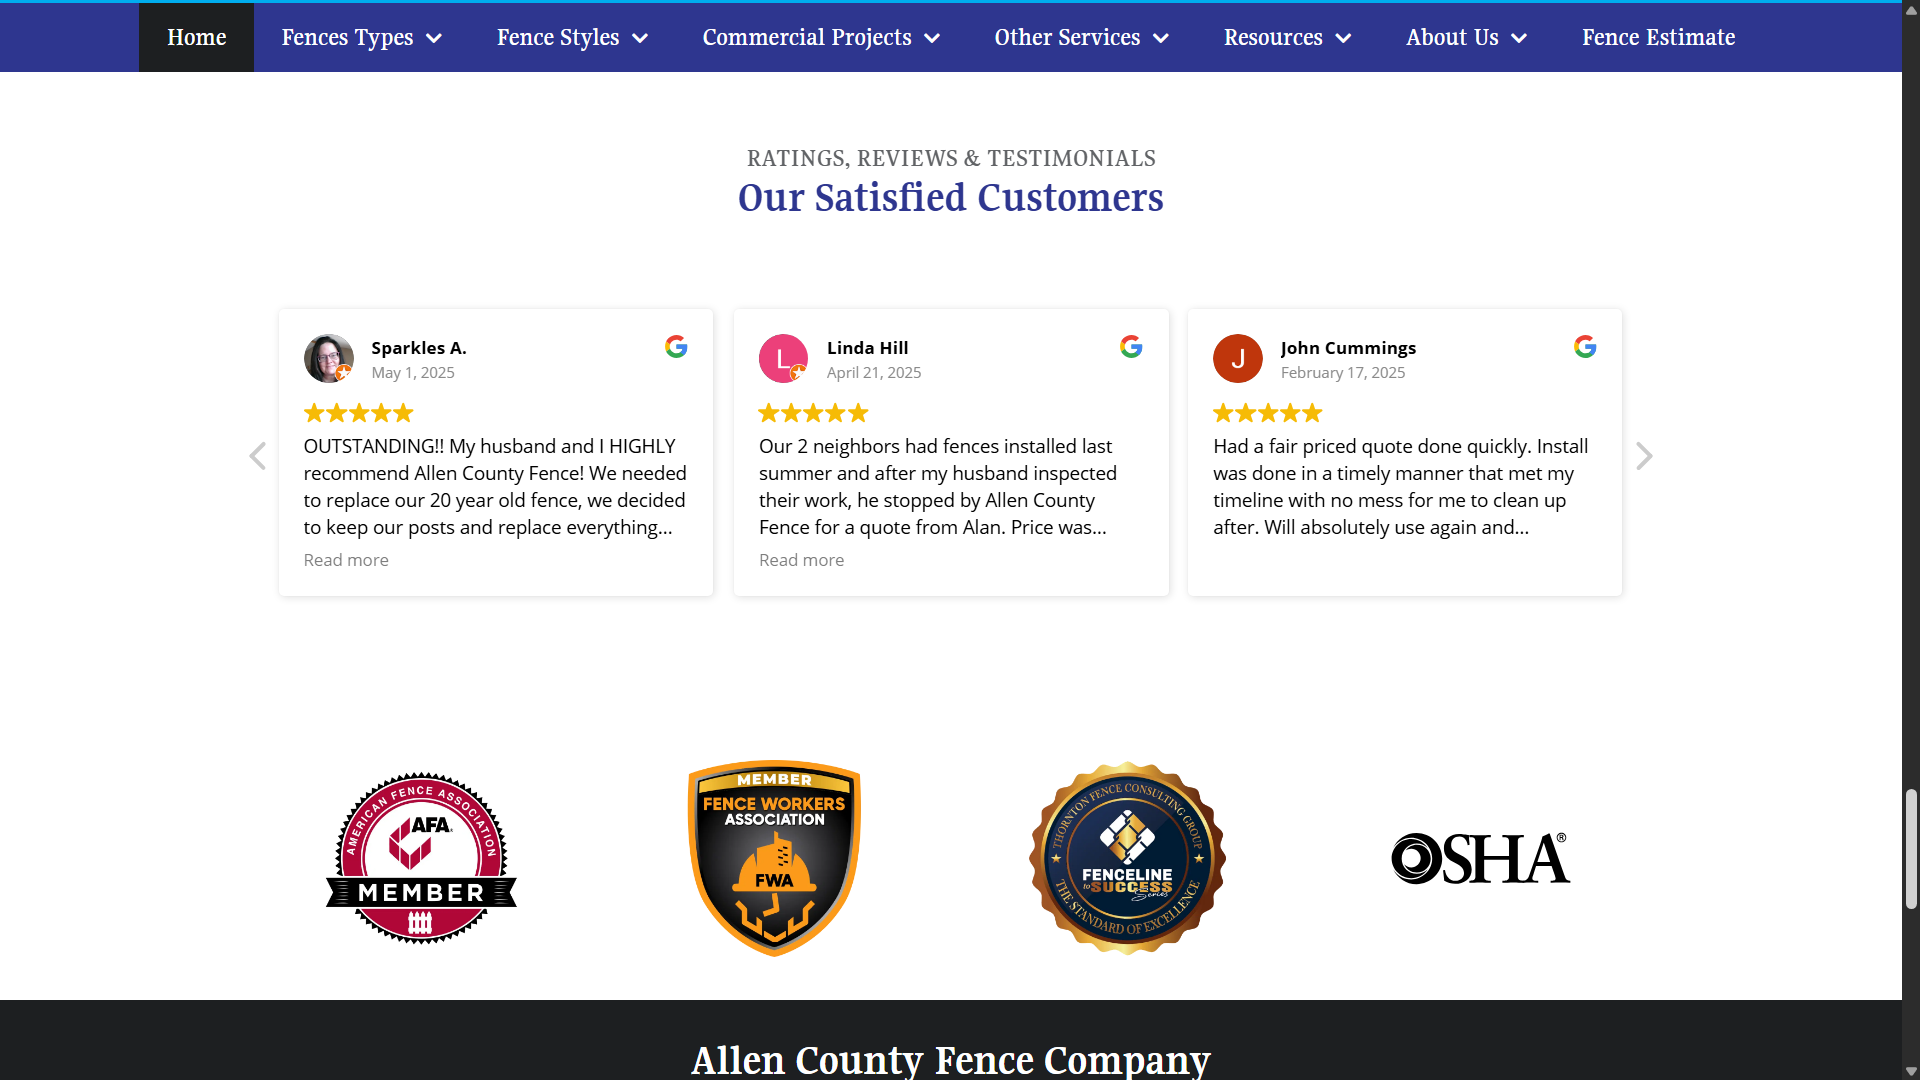 Home
Fences Types
Fence Styles
Commercial Projects
Other Services
Resources
About Us
Fence Estimate
RATINGS, REVIEWS & TESTIMONIALS
Our Satisfied Customers
Sparkles A.
May 1, 2025
OUTSTANDING!! My husband and I HIGHLY
recommend Allen County Fence! We needed
to replace our 20 year old fence, we decided
to keep our posts and replace everything...
Read more
L
Linda Hill
April 21, 2025
Our 2 neighbors had fences installed last
summer and after my husband inspected
their work, he stopped by Allen County
Fence for a quote from Alan. Price was...
Read more
J
John Cummings
February 17, 2025
Had a fair priced quote done quickly. Install
was done in a timely manner that met my
timeline with no mess for me to clean up
after. Will absolutely use again and...
AMERICAN FENCE ASSOCIATION
AFA
MEMBER
MEMBER
FENCE WORKERS
ASSOCIATION
FWA
THORNTON FENCE CONSULTING GROUP
FENCELINE
to SUCCESS
Series
THE STANDARD OF EXCELLENCE
OSHA®
Allen County Fence Company